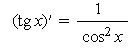 (tg x)' = 1 / cos² x